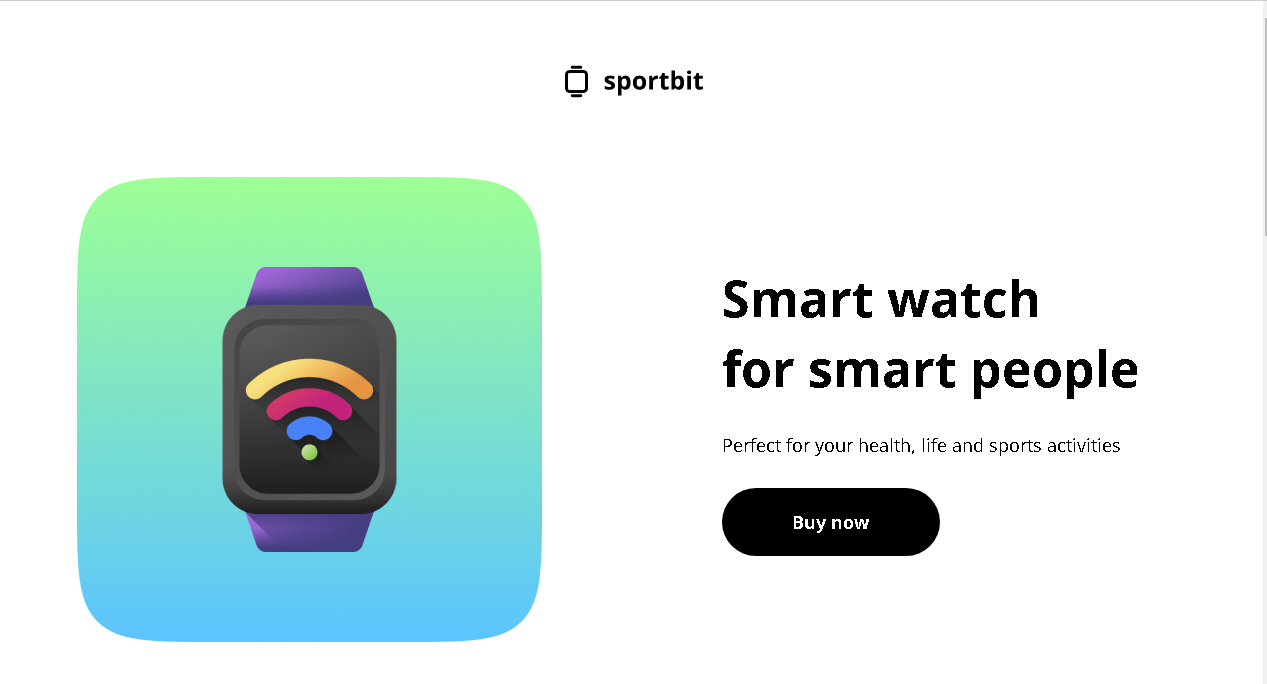 sportbit
Smart watch
for smart people
Perfect for your health, life and sports activities
Buy now